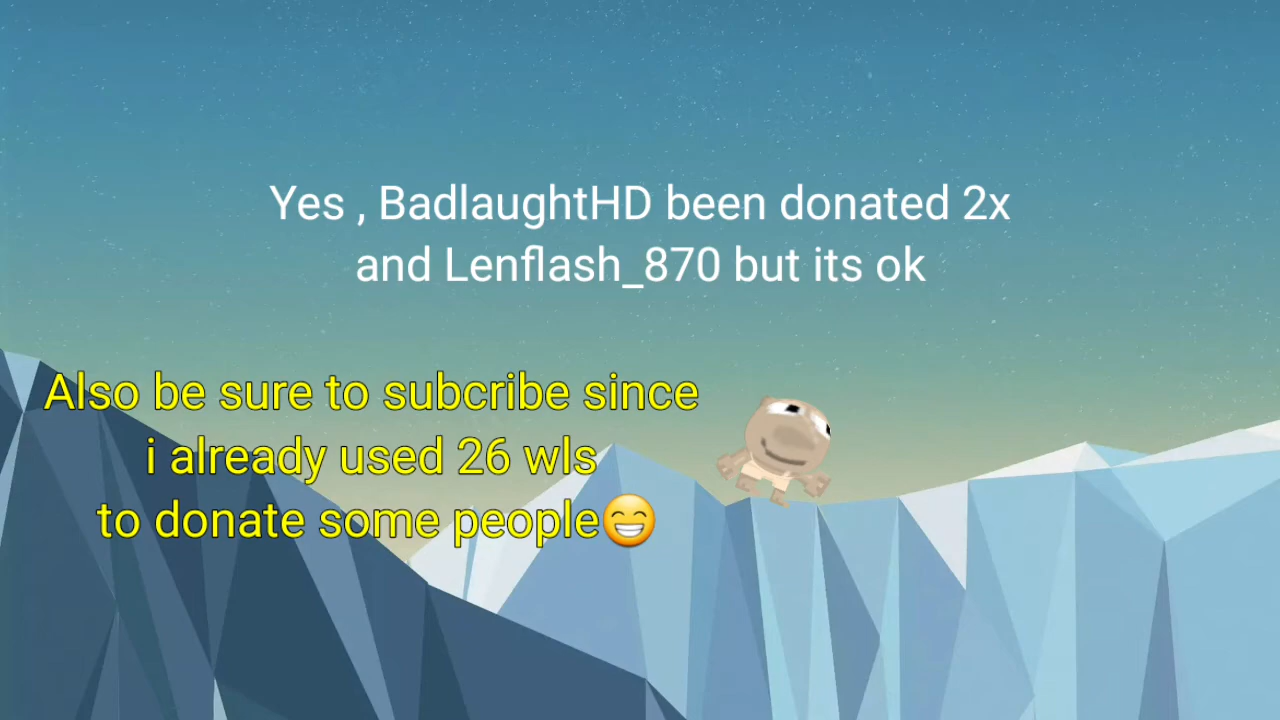 Yes , BadlaughtHD been donated 2x
and Lenflash_870 but its ok
Also be sure to subcribe since
i already used 26 wls
to donate some people😁